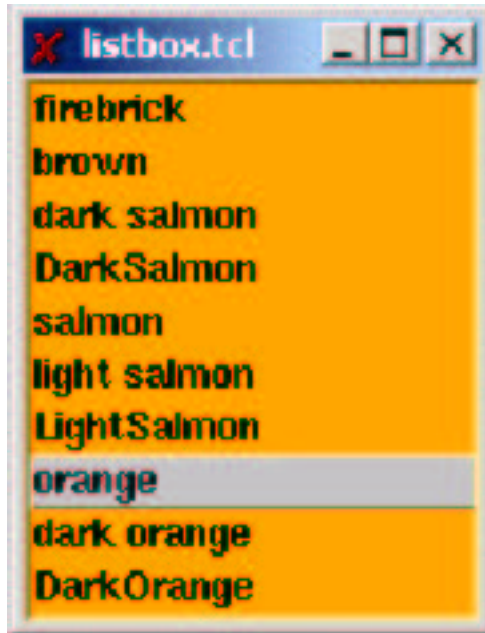 listbox.tcl
firebrick
brown
dark salmon
DarkSalmon
salmon
light salmon
LightSalmon
orange
dark orange
DarkOrange